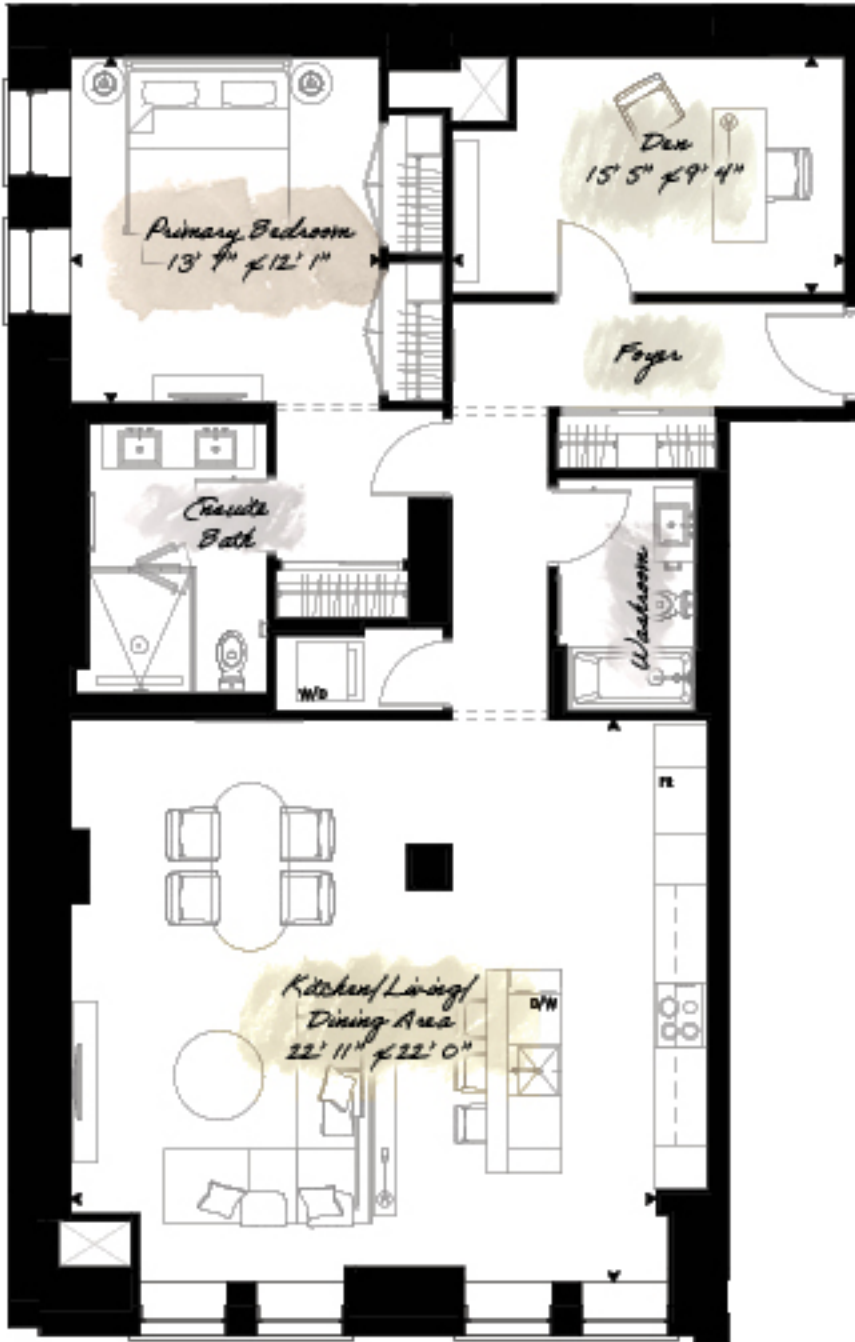 Den
15' 5" x 9' 4"
Primary Bedroom
13' 7" x 12' 1"
Foyer
Ensuite
Bath
Washroom
W/D
FR
Kitchen/Living/
Dining Area
22' 11" x 22' 0"
D/W